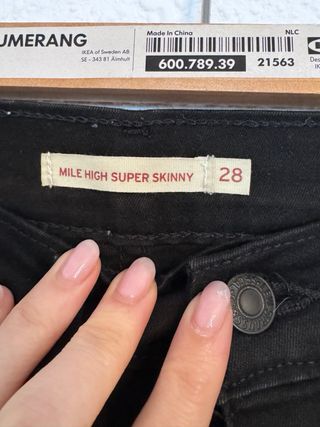 UMERANG
IKEA of Sweden AB
SE - 343 81 Älmhult
Made In China
NLC
600.789.39
21563
MILE HIGH SUPER SKINNY 28